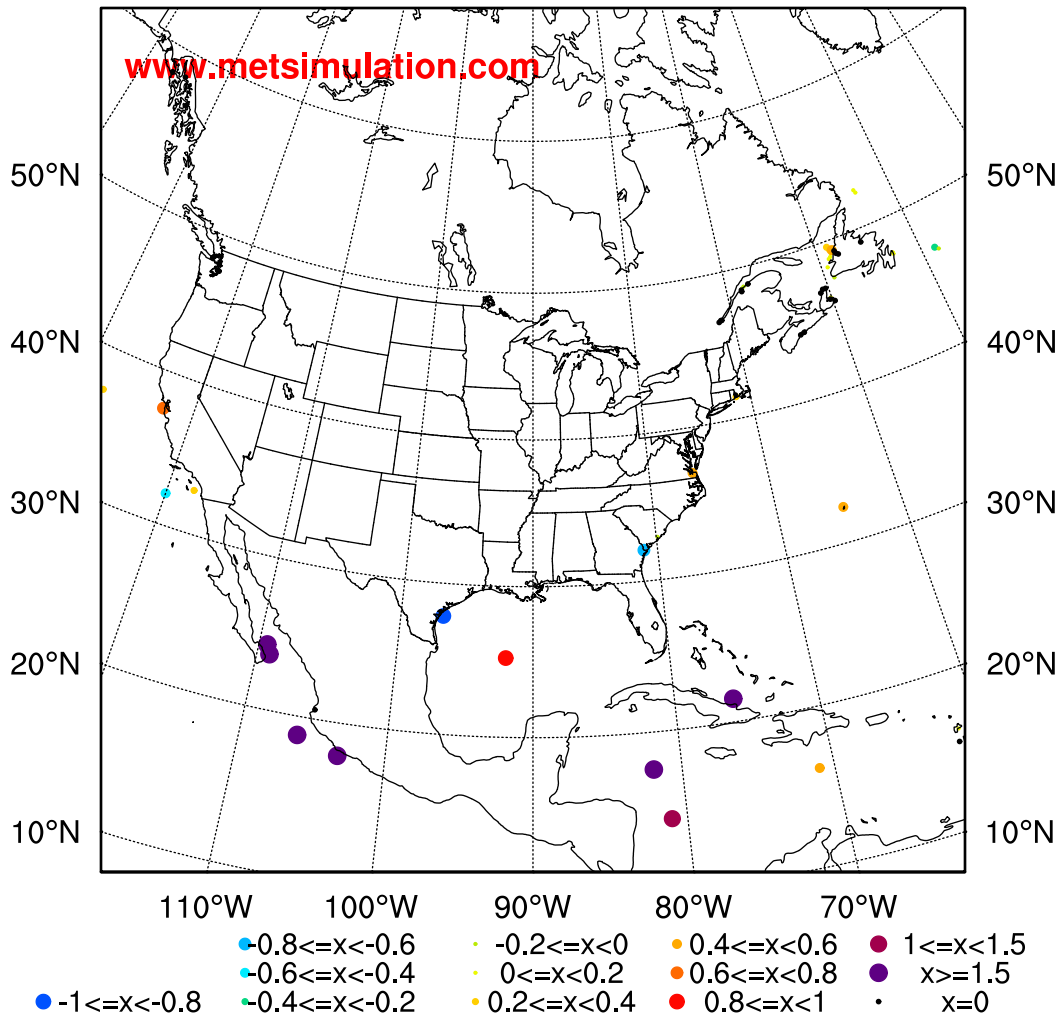 www.metsimulation.com
50°N 50°N
40°N 40°N
30°N 30°N
20°N 20°N
10°N 10°N
110°W 100°W 90°W 80°W 70°W
-0.8<=x<-0.6 -0.2<=x<0 0.4<=x<0.6 1<=x<1.5
-0.6<=x<-0.4 0<=x<0.2 0.6<=x<0.8 x>=1.5
-1<=x<-0.8 -0.4<=x<-0.2 0.2<=x<0.4 0.8<=x<1 x=0